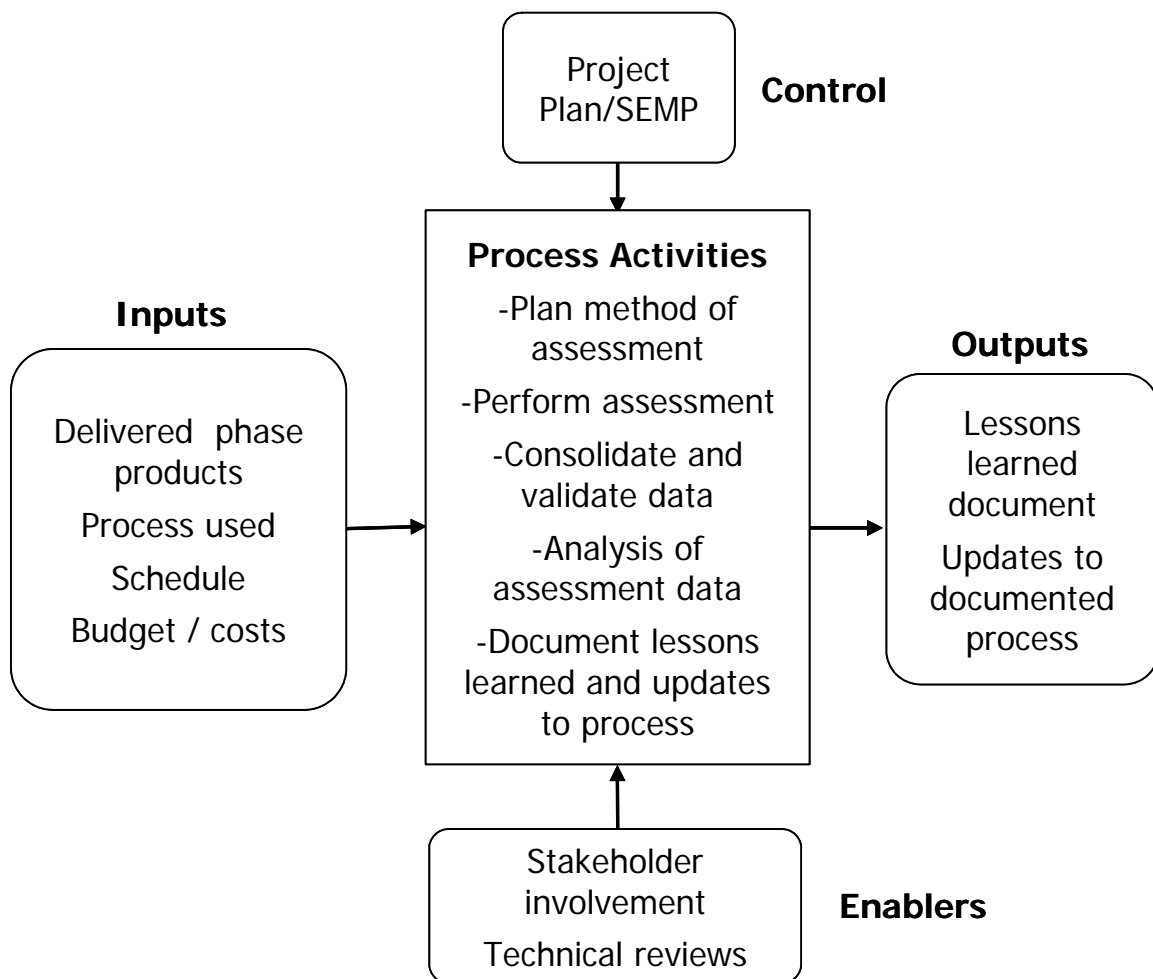 Project
Plan/SEMP
Control
Process Activities
-Plan method of
assessment
-Perform assessment
-Consolidate and
validate data
-Analysis of
assessment data
-Document lessons
learned and updates
to process
Inputs
Delivered phase
products
Process used
Schedule
Budget / costs
Outputs
Lessons
learned
document
Updates to
documented
process
Stakeholder
involvement
Technical reviews
Enablers